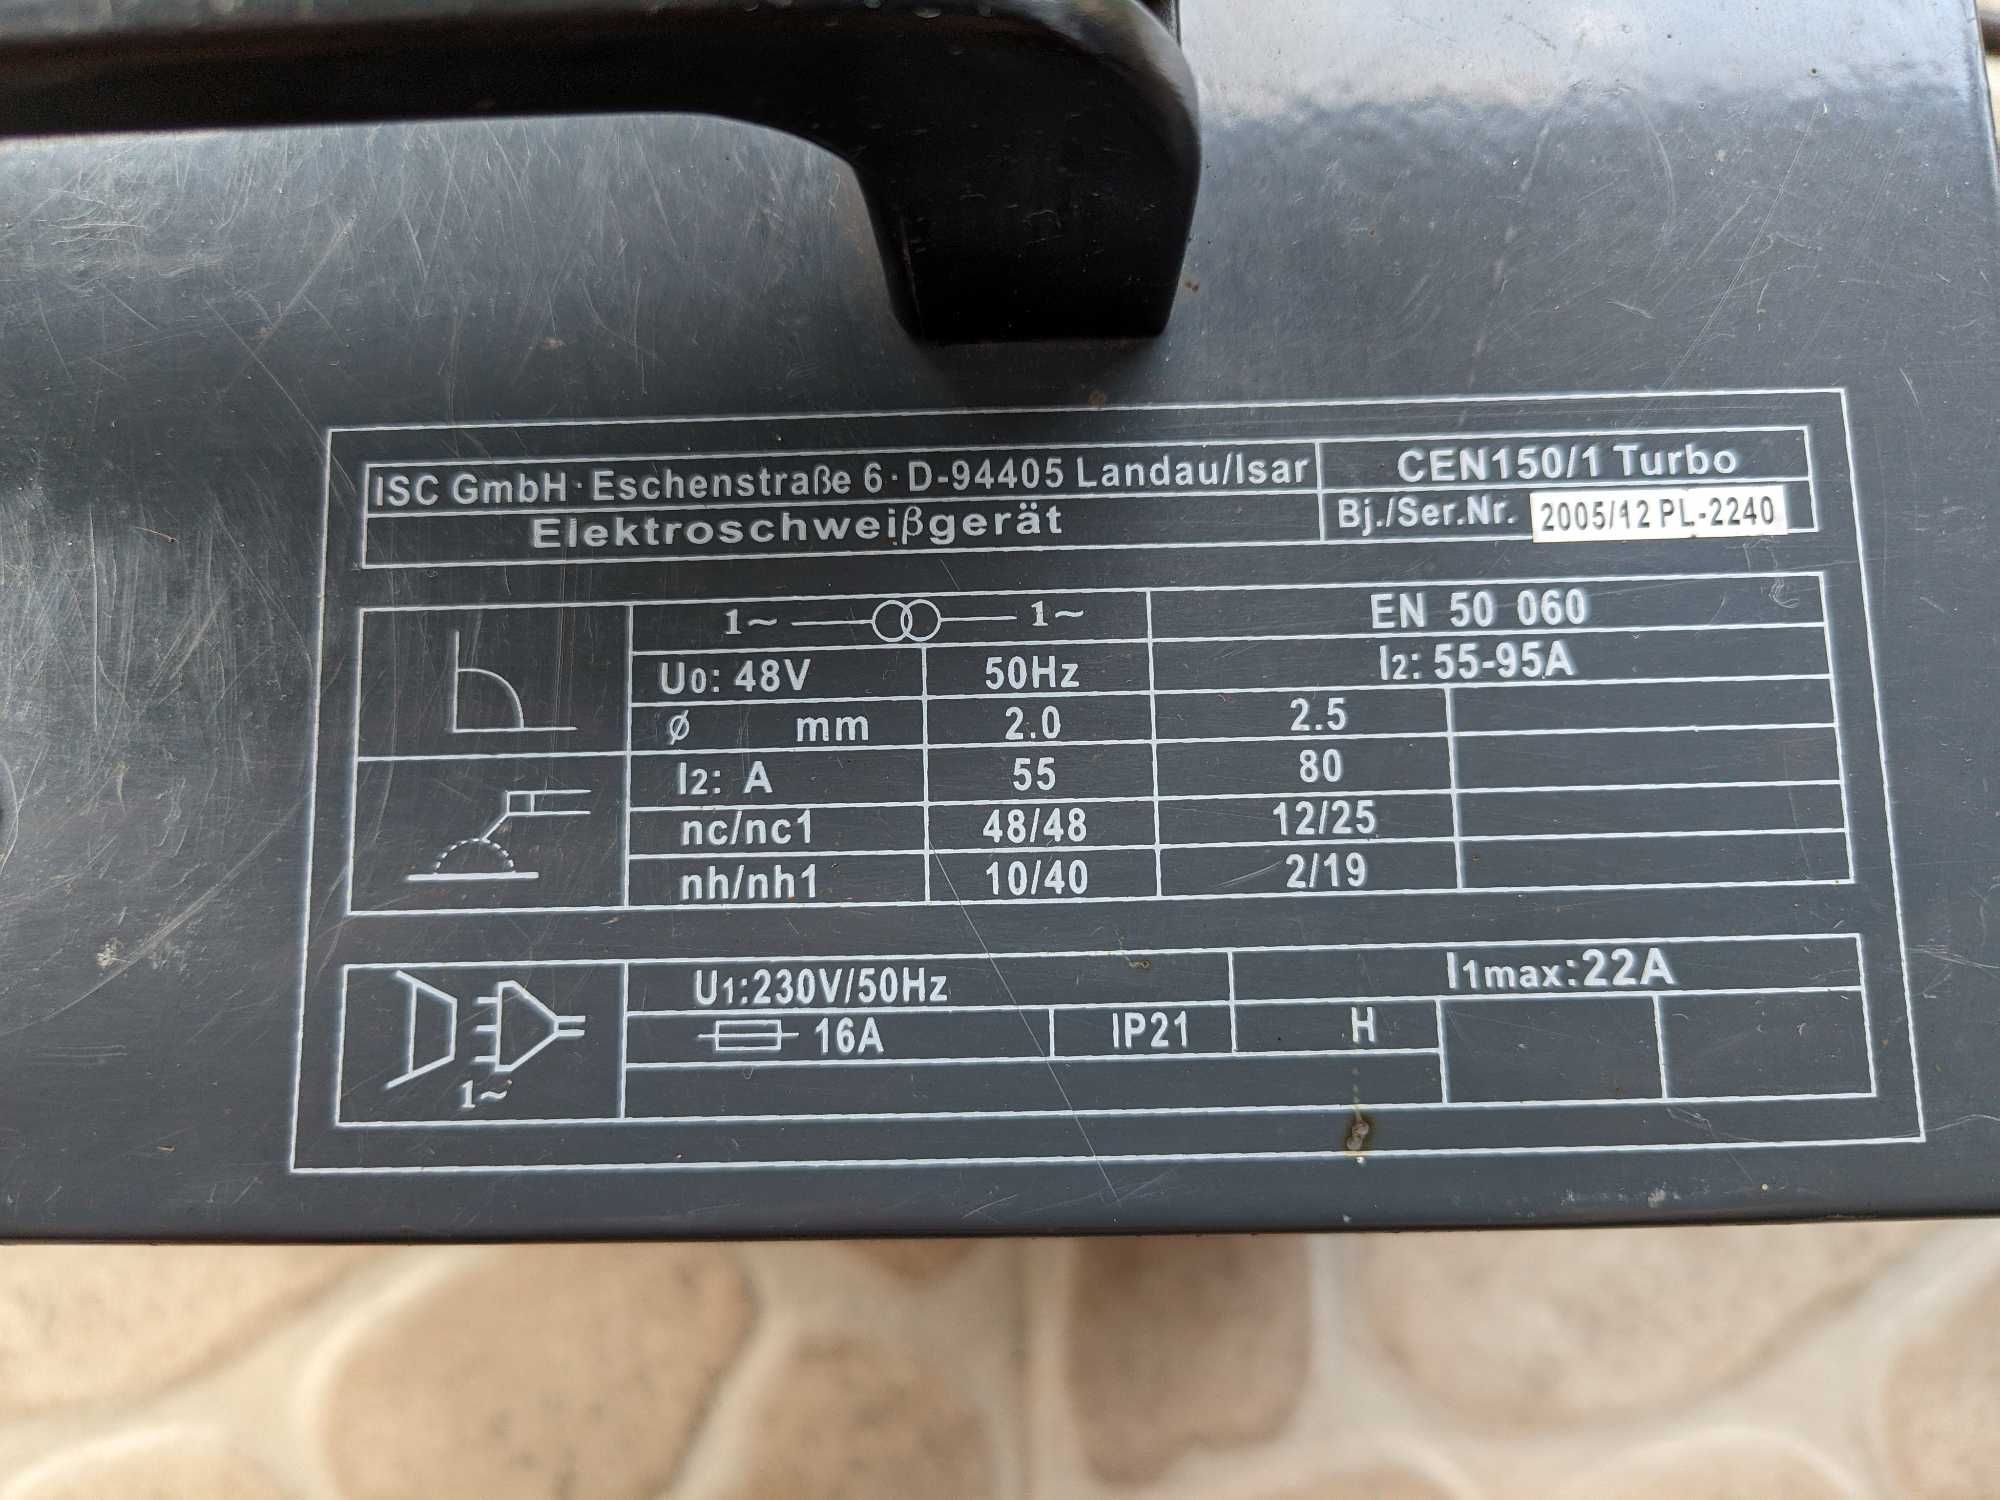 ISC GmbH · Eschenstraße 6 · D-94405 Landau/Isar CEN150/1 Turbo
Elektroschweißgerät Bj./Ser.Nr. 2005/12 PL-2240
1~ 1~ EN 50 060
U0: 48V 50Hz I2: 55-95A
ø mm 2.0 2.5
I2: A 55 80
nc/nc1 48/48 12/25
nh/nh1 10/40 2/19
U1:230V/50Hz I1max:22A
16A IP21 H
1~